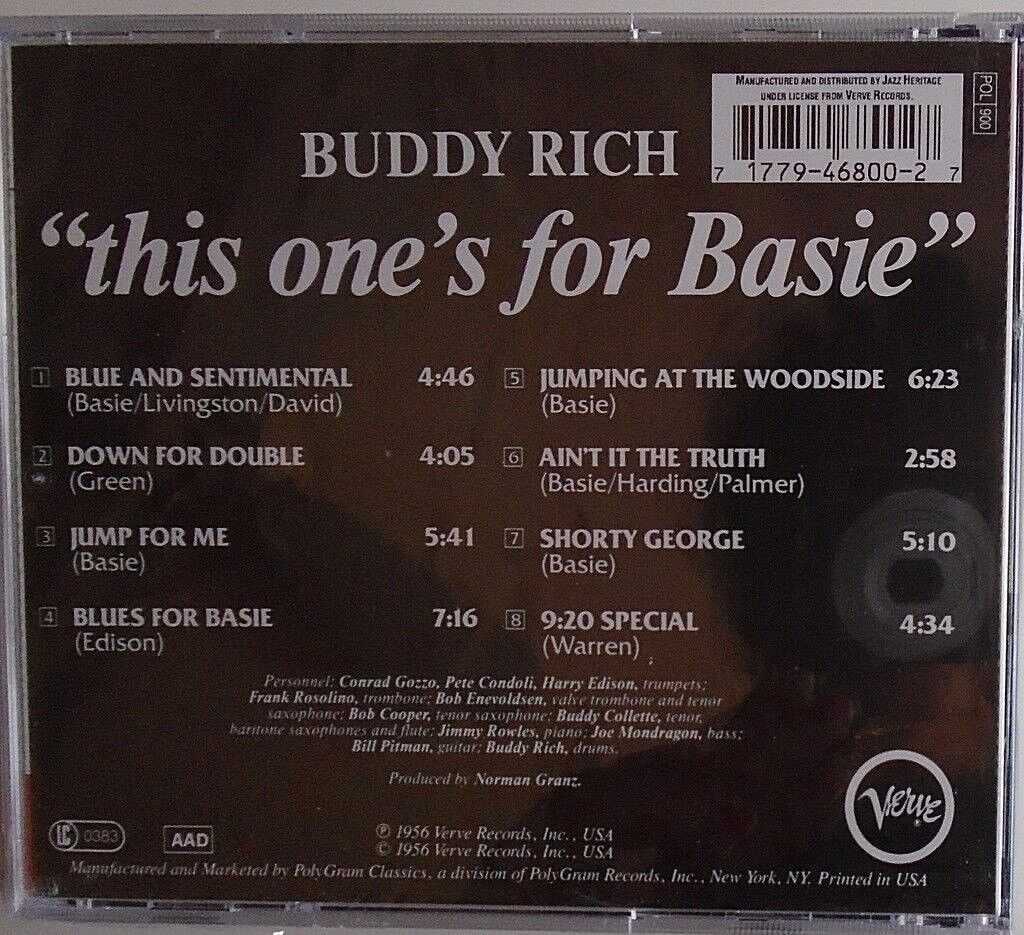 MANUFACTURED AND DISTRIBUTED BY JAZZ HERITAGE
UNDER LICENSE FROM VERVE RECORDS.
7 1779-46800-2 7
POL 900
BUDDY RICH
“this one's for Basie”
1 BLUE AND SENTIMENTAL 4:46
(Basie/Livingston/David)
2 DOWN FOR DOUBLE 4:05
(Green)
3 JUMP FOR ME 5:41
(Basie)
4 BLUES FOR BASIE 7:16
(Edison)
5 JUMPING AT THE WOODSIDE 6:23
(Basie)
6 AIN'T IT THE TRUTH 2:58
(Basie/Harding/Palmer)
7 SHORTY GEORGE 5:10
(Basie)
8 9:20 SPECIAL 4:34
(Warren)
Personnel: Conrad Gozzo, Pete Condoli, Harry Edison, trumpets;
Frank Rosolino, trombone; Bob Enevoldsen, valve trombone and tenor
saxophone; Bob Cooper, tenor saxophone; Buddy Collette, tenor,
baritone saxophones and flute; Jimmy Rowles, piano; Joe Mondragon, bass;
Bill Pitman, guitar; Buddy Rich, drums.
Produced by Norman Granz.
Verve
LC 0383
AAD
℗ 1956 Verve Records, Inc., USA
© 1956 Verve Records, Inc., USA
Manufactured and Marketed by PolyGram Classics, a division of PolyGram Records, Inc., New York, NY. Printed in USA